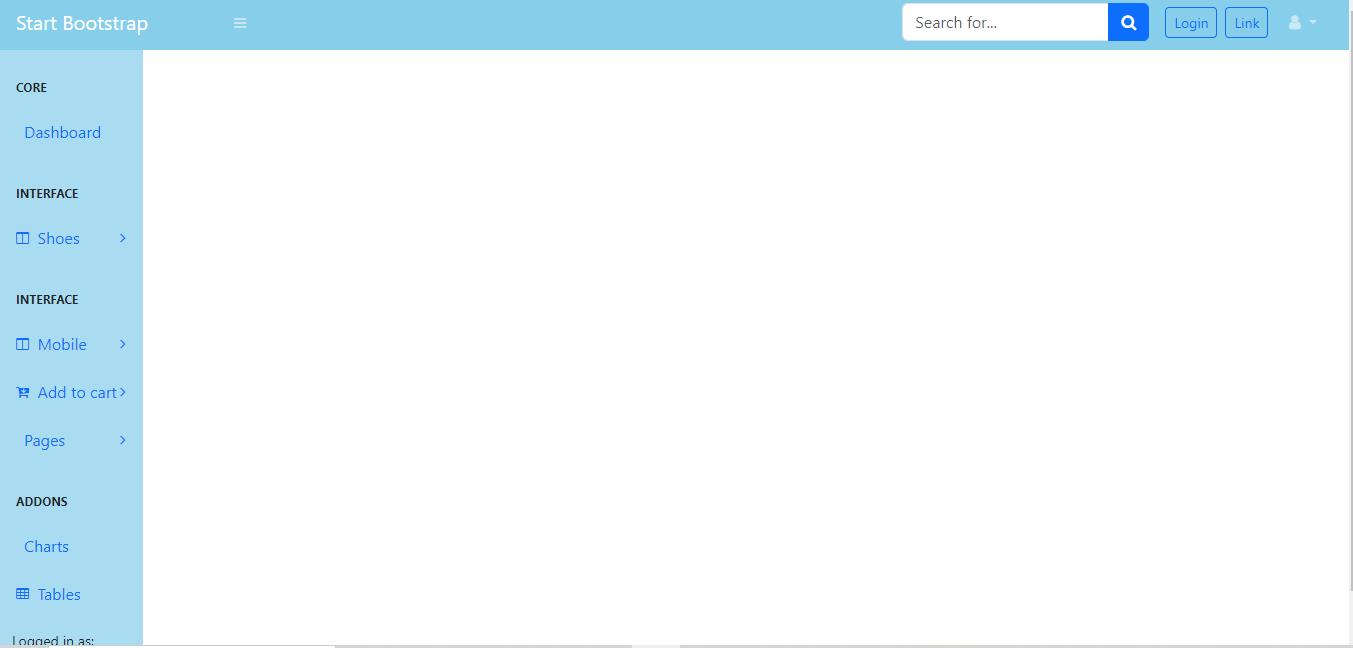 Start Bootstrap
Search for...
Login
Link
CORE
Dashboard
INTERFACE
Shoes
INTERFACE
Mobile
Add to cart
Pages
ADDONS
Charts
Tables
Logged in as: